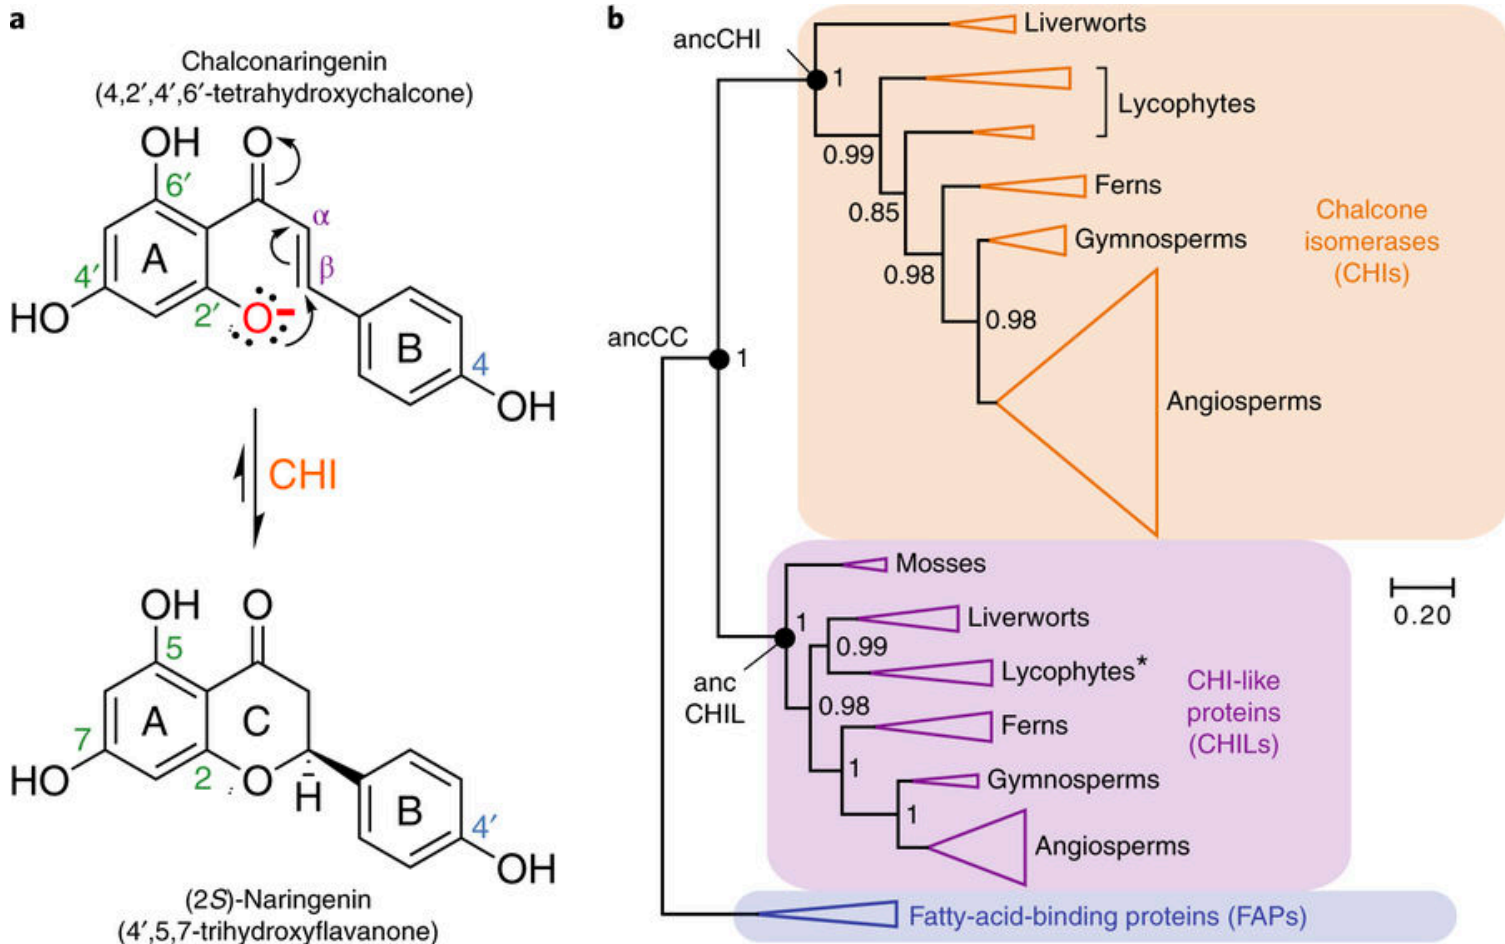 a
Chalconaringenin
(4,2′,4′,6′-tetrahydroxychalcone)
OH
O
6′
α
A
β
4′
HO
2′
O
B
4
OH
CHI
OH
O
5
A
C
7
HO
2
O
H
B
4′
OH
(2S)-Naringenin
(4′,5,7-trihydroxyflavanone)
b
ancCHI
1
Liverworts
Lycophytes
0.99
0.85
Ferns
Gymnosperms
0.98
0.98
Angiosperms
Chalcone
isomerases
(CHIs)
ancCC
1
Mosses
1
Liverworts
0.99
Lycophytes*
anc
CHIL
0.98
Ferns
1
Gymnosperms
1
Angiosperms
CHI-like
proteins
(CHILs)
0.20
Fatty-acid-binding proteins (FAPs)